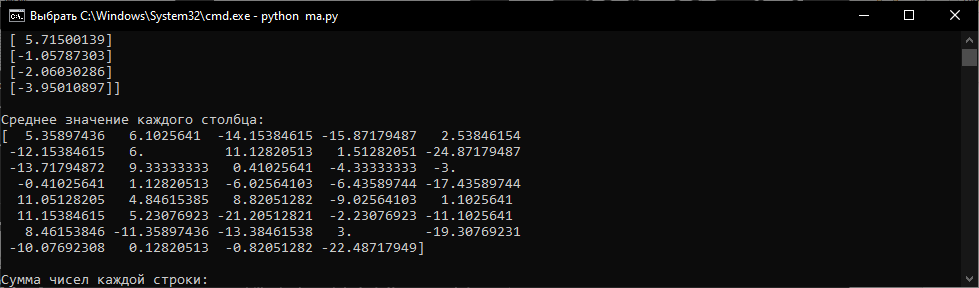 Выбрать C:\Windows\System32\cmd.exe - python  ma.py
 [ 5.71500139]
 [-1.05787303]
 [-2.06030286]
 [-3.95010897]]
Среднее значение каждого столбца:
[  5.35897436   6.1025641  -14.15384615 -15.87179487   2.53846154
 -12.15384615   6.          11.12820513   1.51282051 -24.87179487
 -13.71794872   9.33333333   0.41025641  -4.33333333  -3.
  -0.41025641   1.12820513  -6.02564103  -6.43589744 -17.43589744
  11.05128205   4.84615385   8.82051282  -9.02564103   1.1025641
  11.15384615   5.23076923 -21.20512821  -2.23076923 -11.1025641
   8.46153846 -11.35897436 -13.38461538   3.         -19.30769231
 -10.07692308   0.12820513  -0.82051282 -22.48717949]
Сумма чисел каждой строки: